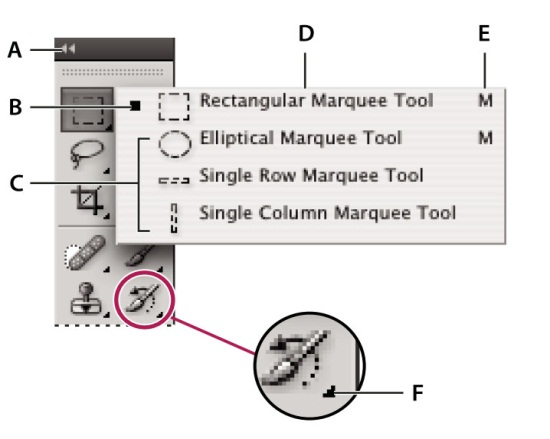 D E
A
B Rectangular Marquee Tool M
Elliptical Marquee Tool M
C Single Row Marquee Tool
Single Column Marquee Tool
F